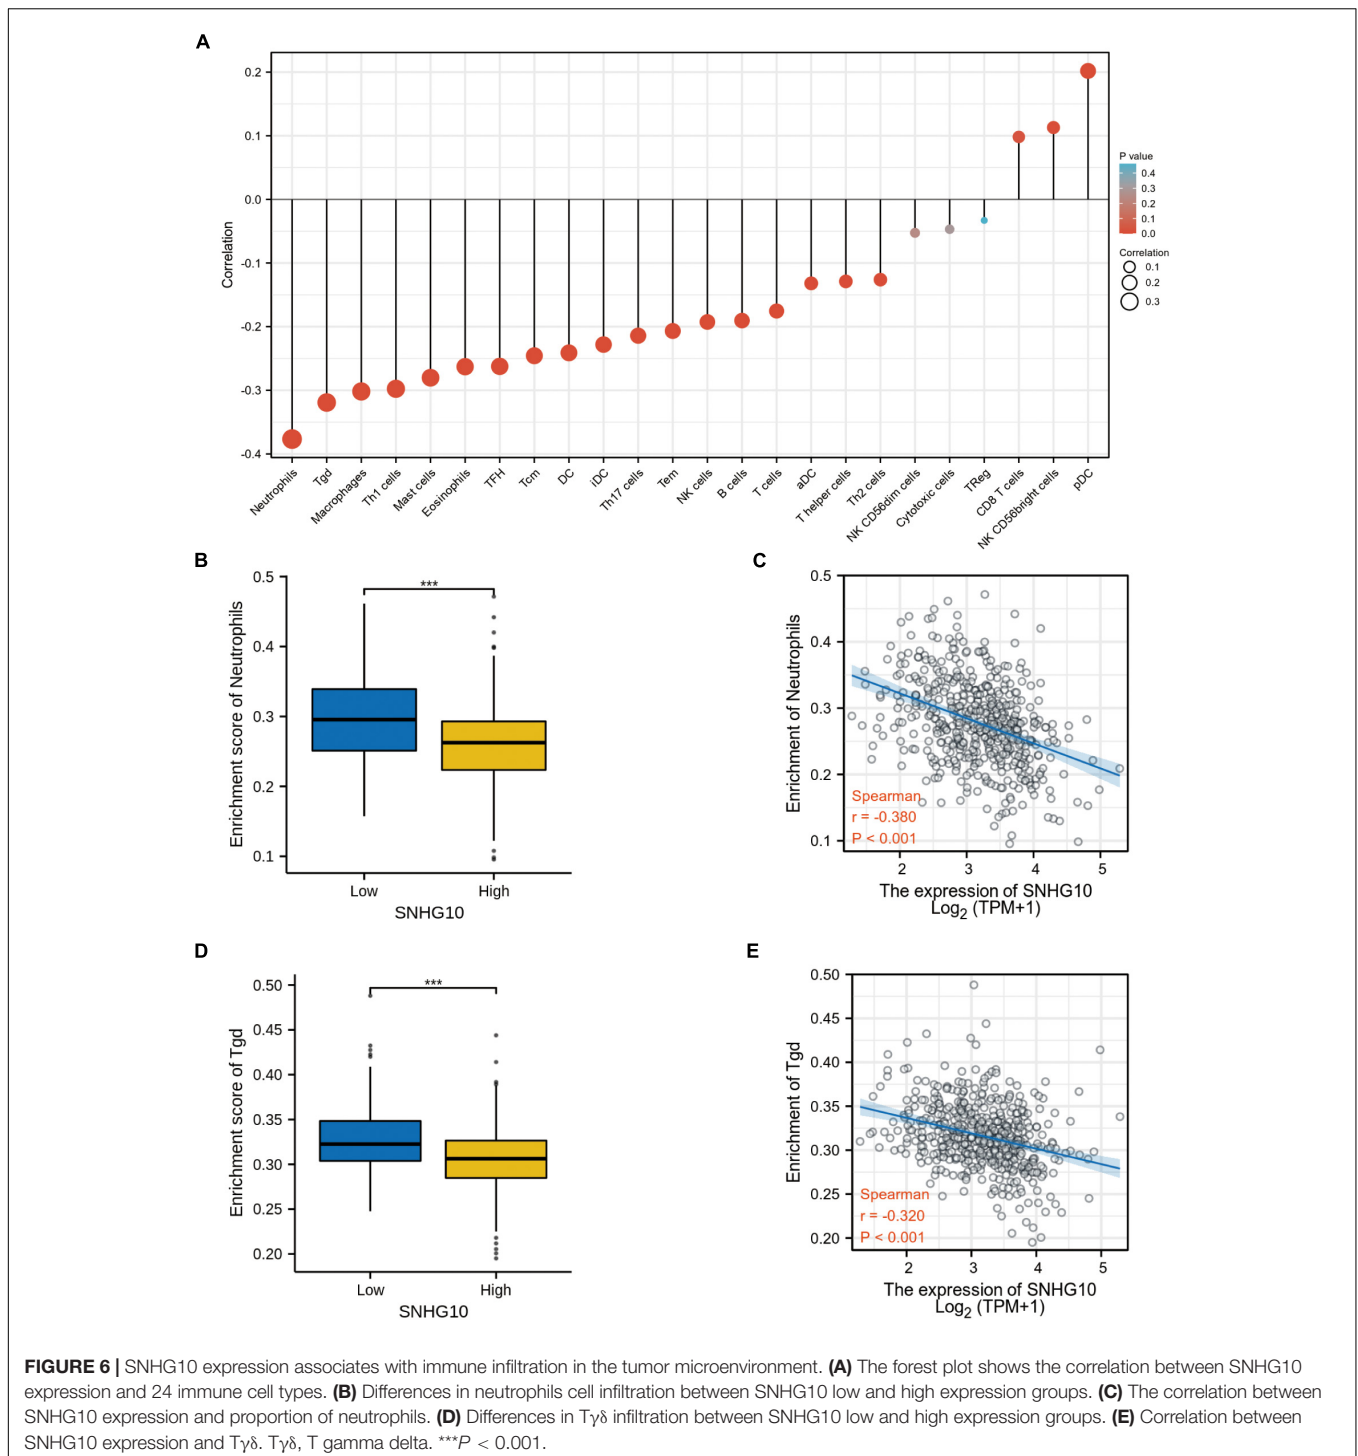 A
0.2
0.1
0.0
-0.1
-0.2
-0.3
-0.4
Correlation
Neutrophils
Tgd
Macrophages
Th1 cells
Mast cells
Eosinophils
TFH
Tcm
DC
iDC
Th17 cells
Tem
NK cells
B cells
T cells
aDC
T helper cells
Th2 cells
NK CD56dim cells
Cytotoxic cells
TReg
CD8 T cells
NK CD56bright cells
pDC
P value
0.4
0.3
0.2
0.1
0.0
Correlation
0.1
0.2
0.3
B
0.5
0.4
0.3
0.2
0.1
Enrichment score of Neutrophils
***
Low
High
SNHG10
C
0.5
0.4
0.3
0.2
0.1
Enrichment of Neutrophils
Spearman
r = -0.380
P < 0.001
2
3
4
5
The expression of SNHG10
Log2 (TPM+1)
D
0.50
0.45
0.40
0.35
0.30
0.25
0.20
Enrichment score of Tgd
***
Low
High
SNHG10
E
0.50
0.45
0.40
0.35
0.30
0.25
0.20
Enrichment of Tgd
Spearman
r = -0.320
P < 0.001
2
3
4
5
The expression of SNHG10
Log2 (TPM+1)
FIGURE 6 | SNHG10 expression associates with immune infiltration in the tumor microenvironment. (A) The forest plot shows the correlation between SNHG10
expression and 24 immune cell types. (B) Differences in neutrophils cell infiltration between SNHG10 low and high expression groups. (C) The correlation between
SNHG10 expression and proportion of neutrophils. (D) Differences in Tγδ infiltration between SNHG10 low and high expression groups. (E) Correlation between
SNHG10 expression and Tγδ. Tγδ, T gamma delta. ***P < 0.001.